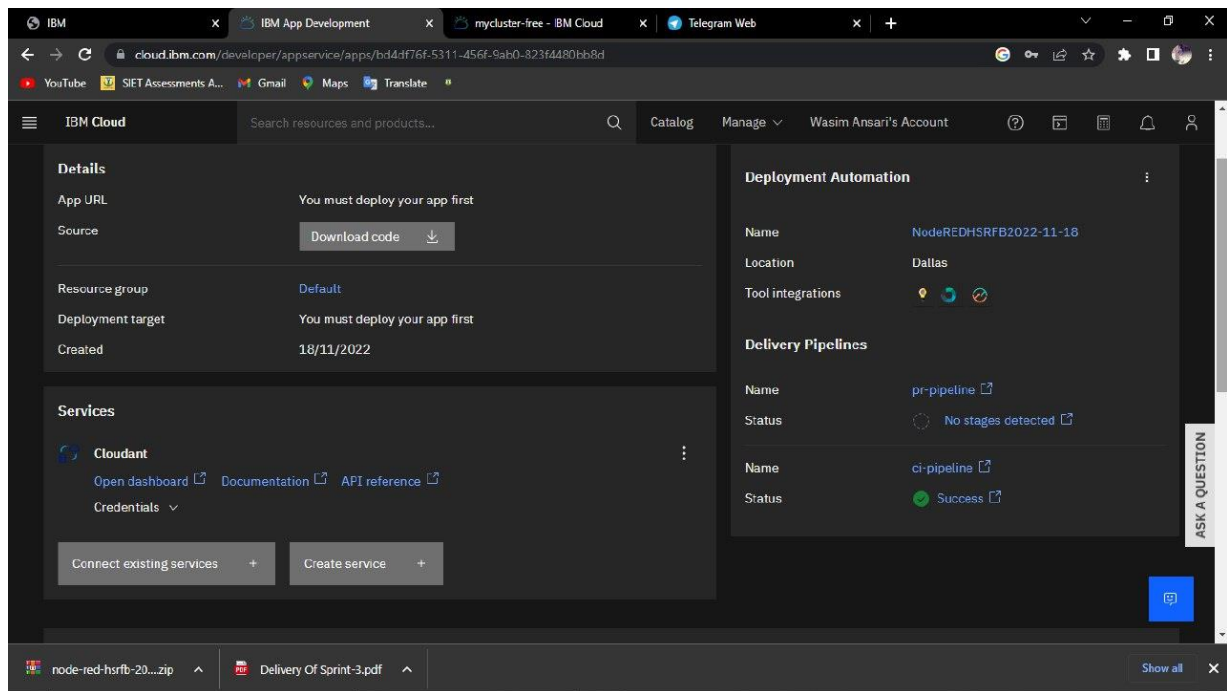 IBM
IBM App Development
mycluster-free - IBM Cloud
Telegram Web
cloud.ibm.com/developer/appservice/apps/bd4df76f-5311-456f-9ab0-823f4480bb8d
YouTube SIET Assessments A... Gmail Maps Translate
IBM Cloud Search resources and products... Catalog Manage Wasim Ansari's Account
Details
App URL You must deploy your app first
Source Download code
Resource group Default
Deployment target You must deploy your app first
Created 18/11/2022
Services
Cloudant
Open dashboard Documentation API reference
Credentials
Connect existing services + Create service +
Deployment Automation
Name NodeREDHSRFB2022-11-18
Location Dallas
Tool integrations
Delivery Pipelines
Name pr-pipeline
Status No stages detected
Name ci-pipeline
Status Success
ASK A QUESTION
node-red-hsrfb-20....zip PDF Delivery Of Sprint-3.pdf Show all